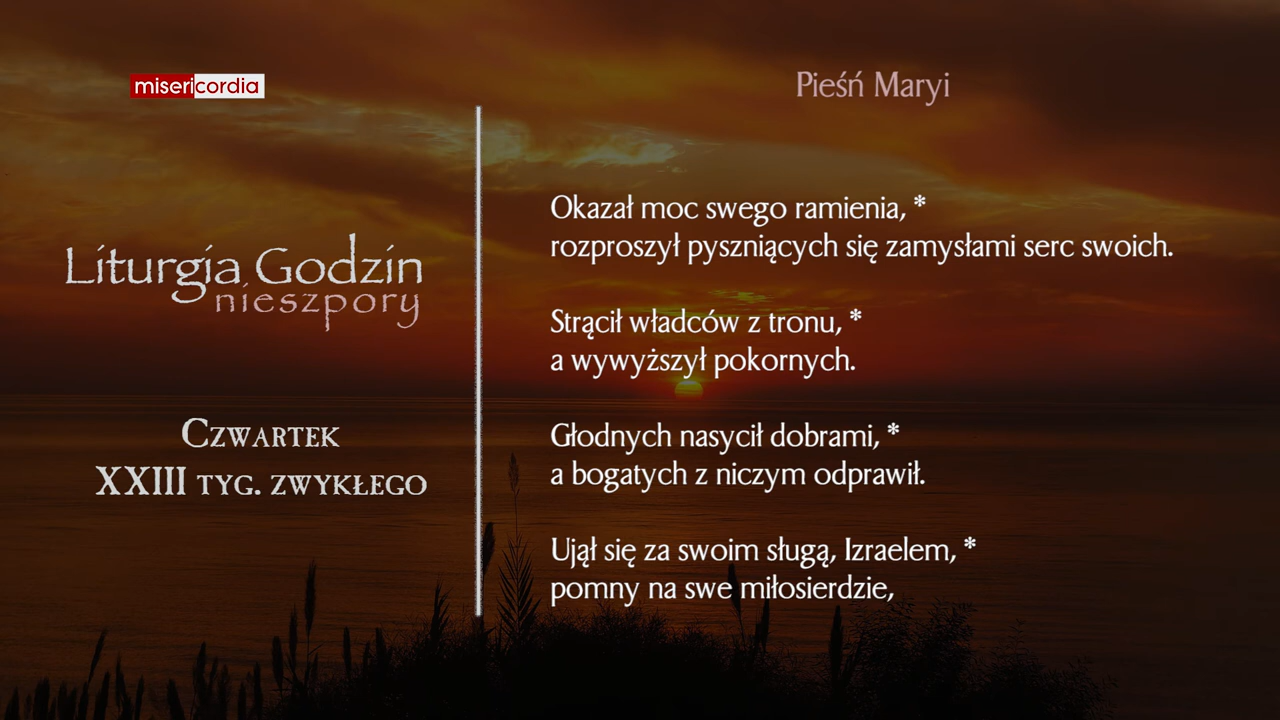 misericordia
Liturgia Godzin
nieszpory
Czwartek
XXIII tyg. zwykłego
Pieśń Maryi
Okazał moc swego ramienia, *
rozproszył pyszniących się zamysłami serc swoich.
Strącił władców z tronu, *
a wywyższył pokornych.
Głodnych nasycił dobrami, *
a bogatych z niczym odprawił.
Ujął się za swoim sługą, Izraelem, *
pomny na swe miłosierdzie,